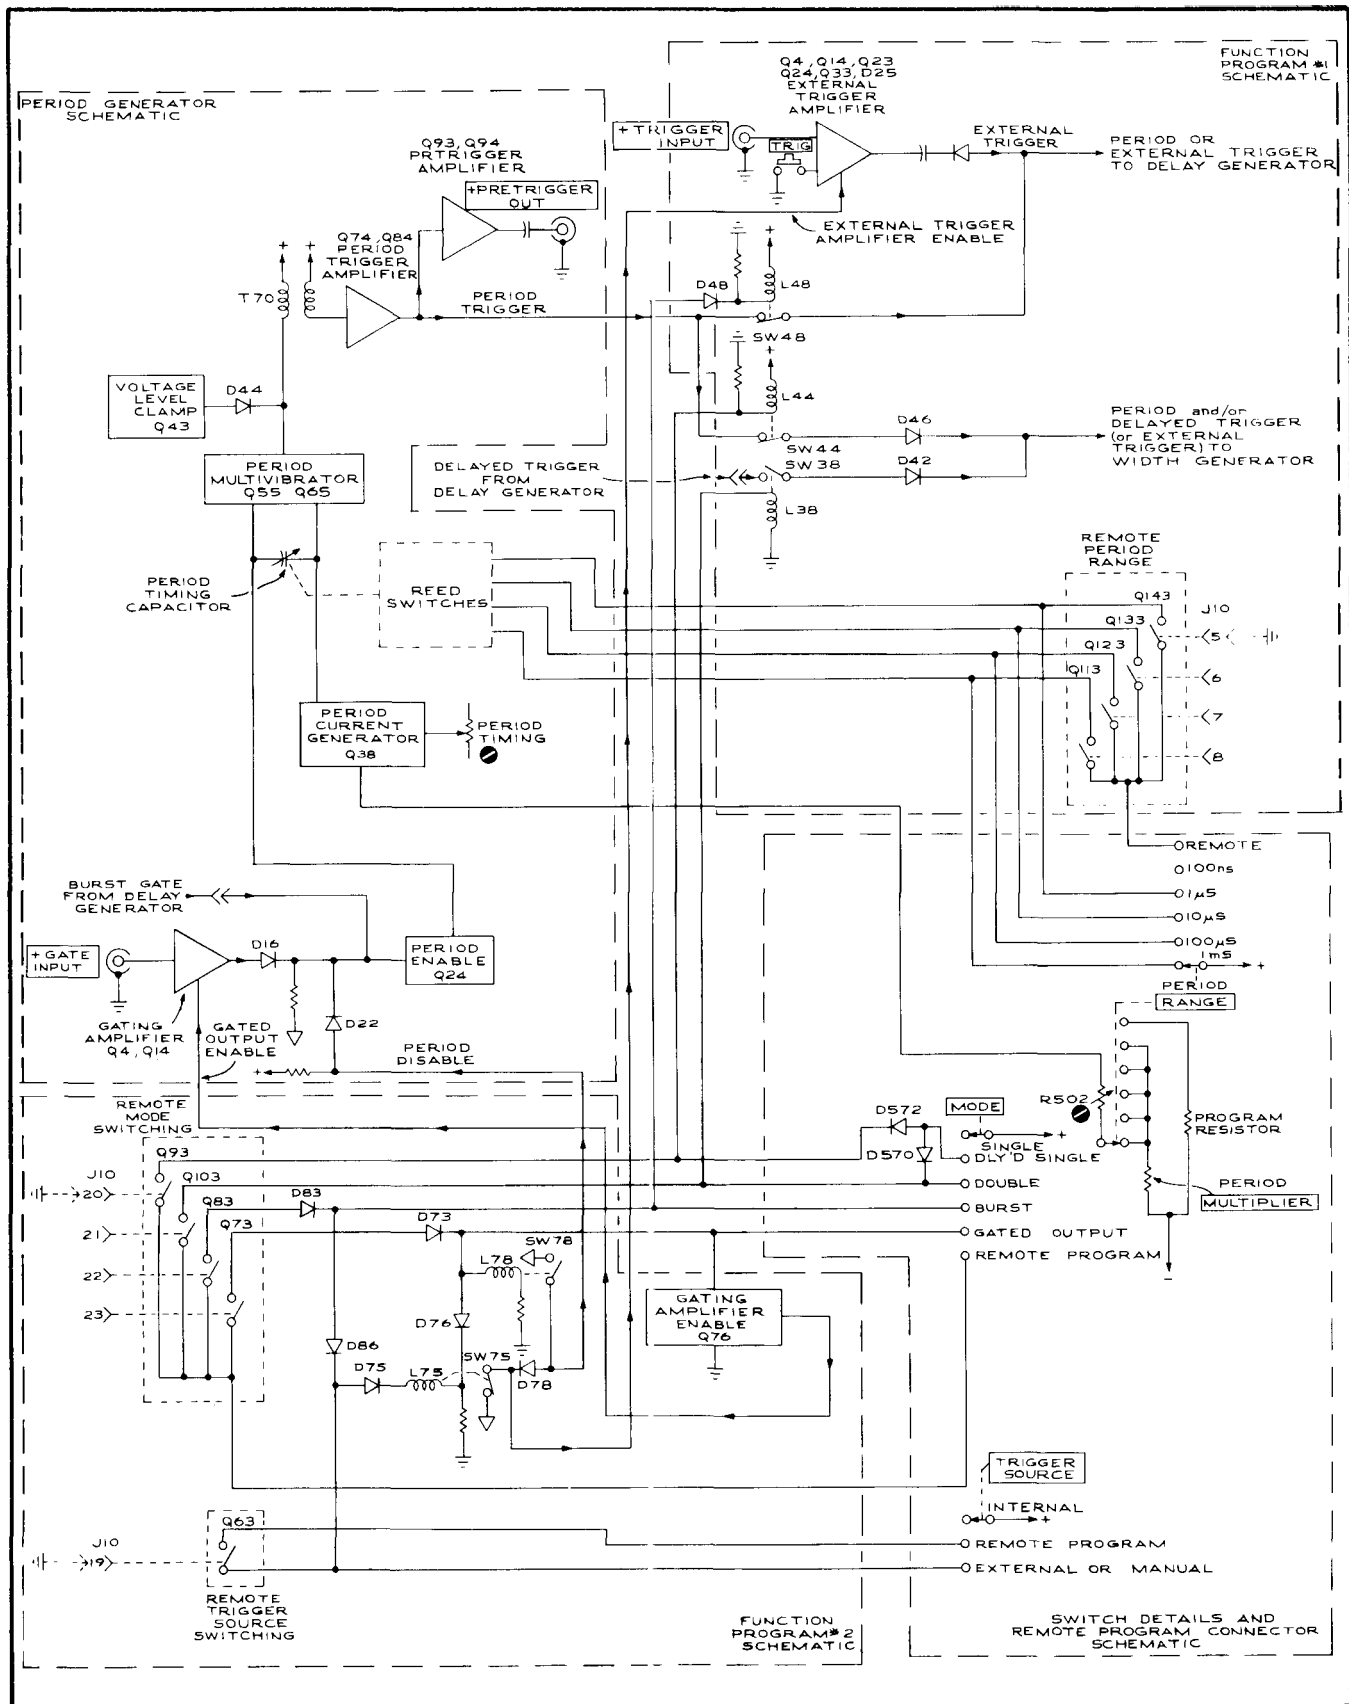 FUNCTION
PROGRAM #1
SCHEMATIC
PERIOD GENERATOR
SCHEMATIC
Q4, Q14, Q23
Q24, Q33, D25
EXTERNAL
TRIGGER
AMPLIFIER
+ TRIGGER
INPUT
TRIG
EXTERNAL
TRIGGER
PERIOD OR
EXTERNAL TRIGGER
TO DELAY GENERATOR
Q93, Q94
PRTRIGGER
AMPLIFIER
+PRETRIGGER
OUT
EXTERNAL TRIGGER
AMPLIFIER ENABLE
Q74, Q84
PERIOD
TRIGGER
AMPLIFIER
T70
PERIOD
TRIGGER
D48
L48
SW48
VOLTAGE
LEVEL
CLAMP
Q43
D44
L44
D46
SW44
SW38
D42
L38
PERIOD and/or
DELAYED TRIGGER
(or EXTERNAL
TRIGGER) TO
WIDTH GENERATOR
PERIOD
MULTIVIBRATOR
Q55 Q65
DELAYED TRIGGER
FROM
DELAY GENERATOR
PERIOD
TIMING
CAPACITOR
REED
SWITCHES
REMOTE
PERIOD
RANGE
Q143
Q133
Q123
Q113
J10
5
6
7
8
PERIOD
CURRENT
GENERATOR
Q38
PERIOD
TIMING
REMOTE
100ns
1µS
10µS
100µS
1mS
+
PERIOD
RANGE
BURST GATE
FROM DELAY
GENERATOR
+ GATE
INPUT
D16
PERIOD
ENABLE
Q24
GATING
AMPLIFIER
Q4, Q14
GATED
OUTPUT
ENABLE
D22
PERIOD
DISABLE
R502
PROGRAM
RESISTOR
PERIOD
MULTIPLIER
REMOTE
MODE
SWITCHING
Q93
Q103
Q83
Q73
J10
20
21
22
23
D83
D73
D572
D570
MODE
SINGLE
DLY'D SINGLE
DOUBLE
BURST
GATED OUTPUT
REMOTE PROGRAM
L78
SW78
D76
D86
D75
L75
SW75
D78
GATING
AMPLIFIER
ENABLE
Q76
TRIGGER
SOURCE
INTERNAL
REMOTE PROGRAM
EXTERNAL OR MANUAL
Q63
J10
19
REMOTE
TRIGGER
SOURCE
SWITCHING
FUNCTION
PROGRAM #2
SCHEMATIC
SWITCH DETAILS AND
REMOTE PROGRAM CONNECTOR
SCHEMATIC